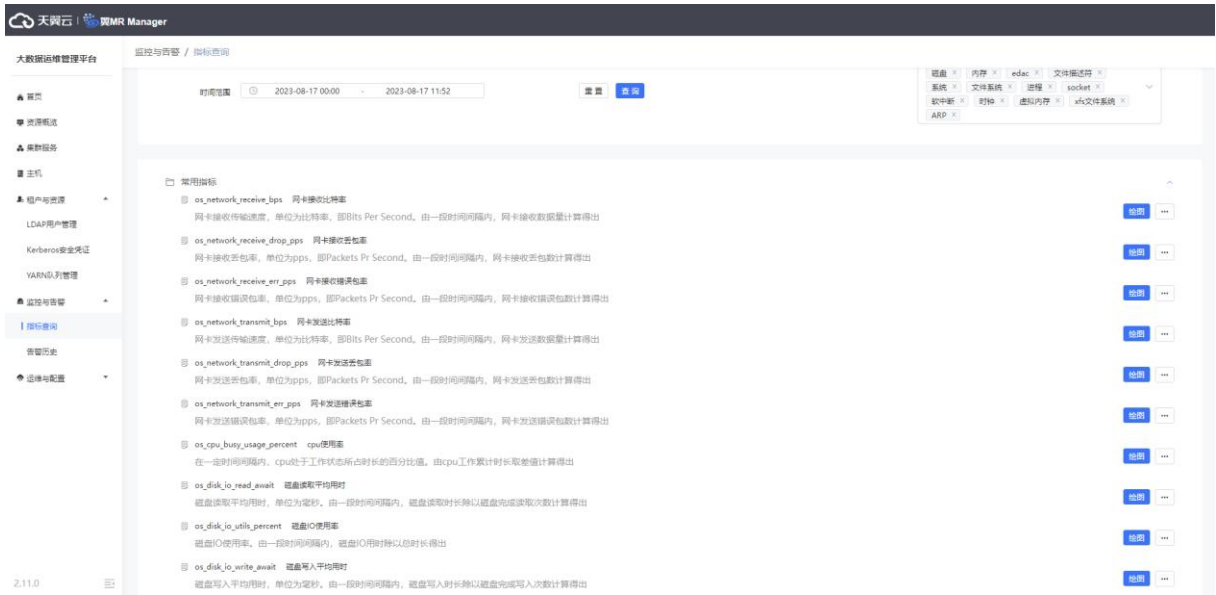 天翼云 翼MR Manager
大数据运维管理平台
监控与告警 / 指标查询
首页
资源概览
集群服务
主机
租户与资源
LDAP用户管理
Kerberos安全凭证
YARN队列管理
监控与告警
指标查询
告警历史
运维与配置
2.11.0
时间范围 2023-08-17 00:00 - 2023-08-17 11:52 重置 查询
磁盘 × 内存 × edac × 文件描述符 ×
系统 × 文件系统 × 进程 × socket ×
软中断 × 时钟 × 虚拟内存 × xfs文件系统 ×
ARP ×
常用指标
os_network_receive_bps 网卡接收比特率
网卡接收传输速度，单位为比特率，即Bits Per Second。由一段时间间隔内，网卡接收数据量计算得出
绘图 ...
os_network_receive_drop_pps 网卡接收丢包率
网卡接收丢包率，单位为pps，即Packets Pr Second。由一段时间间隔内，网卡接收丢包数计算得出
绘图 ...
os_network_receive_err_pps 网卡接收错误包率
网卡接收错误包率，单位为pps，即Packets Pr Second。由一段时间间隔内，网卡接收错误包数计算得出
绘图 ...
os_network_transmit_bps 网卡发送比特率
网卡发送传输速度，单位为比特率，即Bits Per Second。由一段时间间隔内，网卡发送数据量计算得出
绘图 ...
os_network_transmit_drop_pps 网卡发送丢包率
网卡发送丢包率，单位为pps，即Packets Pr Second。由一段时间间隔内，网卡发送丢包数计算得出
绘图 ...
os_network_transmit_err_pps 网卡发送错误包率
网卡发送错误包率，单位为pps，即Packets Pr Second。由一段时间间隔内，网卡发送错误包数计算得出
绘图 ...
os_cpu_busy_usage_percent cpu使用率
在一定时间间隔内，cpu处于工作状态所占时长的百分比值。由cpu工作累计时长取差值计算得出
绘图 ...
os_disk_io_read_await 磁盘读取平均用时
磁盘读取平均用时，单位为毫秒。由一段时间间隔内，磁盘读取时长除以磁盘完成读取次数计算得出
绘图 ...
os_disk_io_utils_percent 磁盘IO使用率
磁盘IO使用率。由一段时间间隔内，磁盘IO用时除以总时长得出
绘图 ...
os_disk_io_write_await 磁盘写入平均用时
磁盘写入平均用时，单位为毫秒。由一段时间间隔内，磁盘写入时长除以磁盘完成写入次数计算得出
绘图 ...